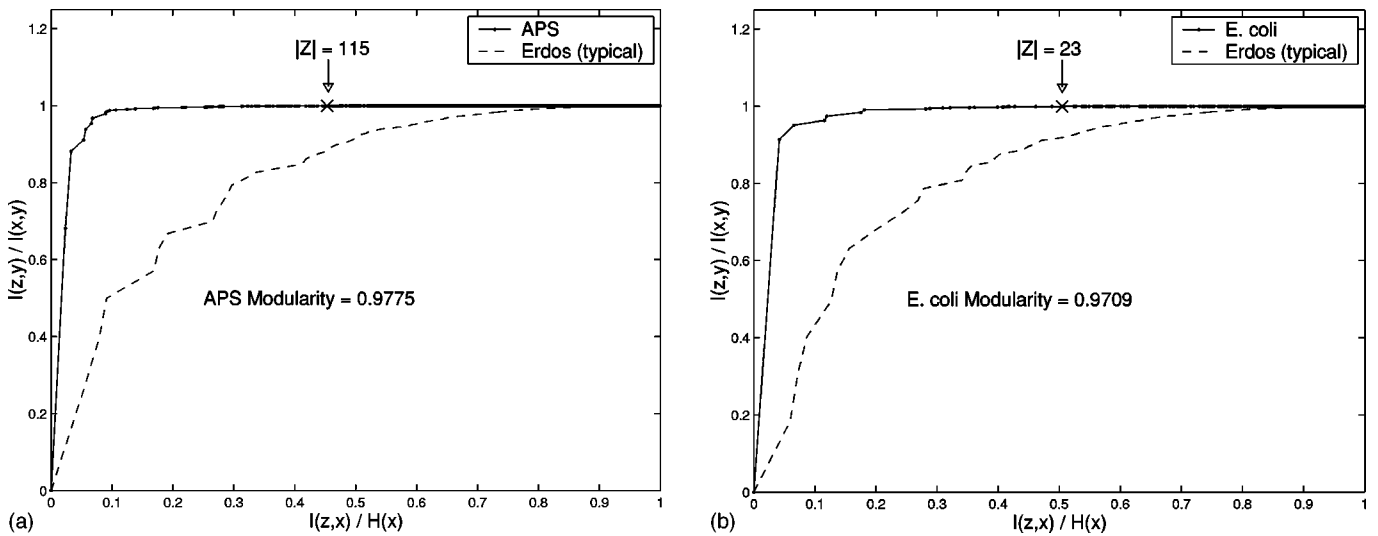 1.2
1
0.8
0.6
0.4
0.2
0
I(z,y) / I(x,y)
APS
Erdos (typical)
|Z| = 115
APS Modularity = 0.9775
0 0.1 0.2 0.3 0.4 0.5 0.6 0.7 0.8 0.9 1
I(z,x) / H(x)
(a)
1.2
1
0.8
0.6
0.4
0.2
0
I(z,y) / I(x,y)
E. coli
Erdos (typical)
|Z| = 23
E. coli Modularity = 0.9709
0 0.1 0.2 0.3 0.4 0.5 0.6 0.7 0.8 0.9 1
I(z,x) / H(x)
(b)